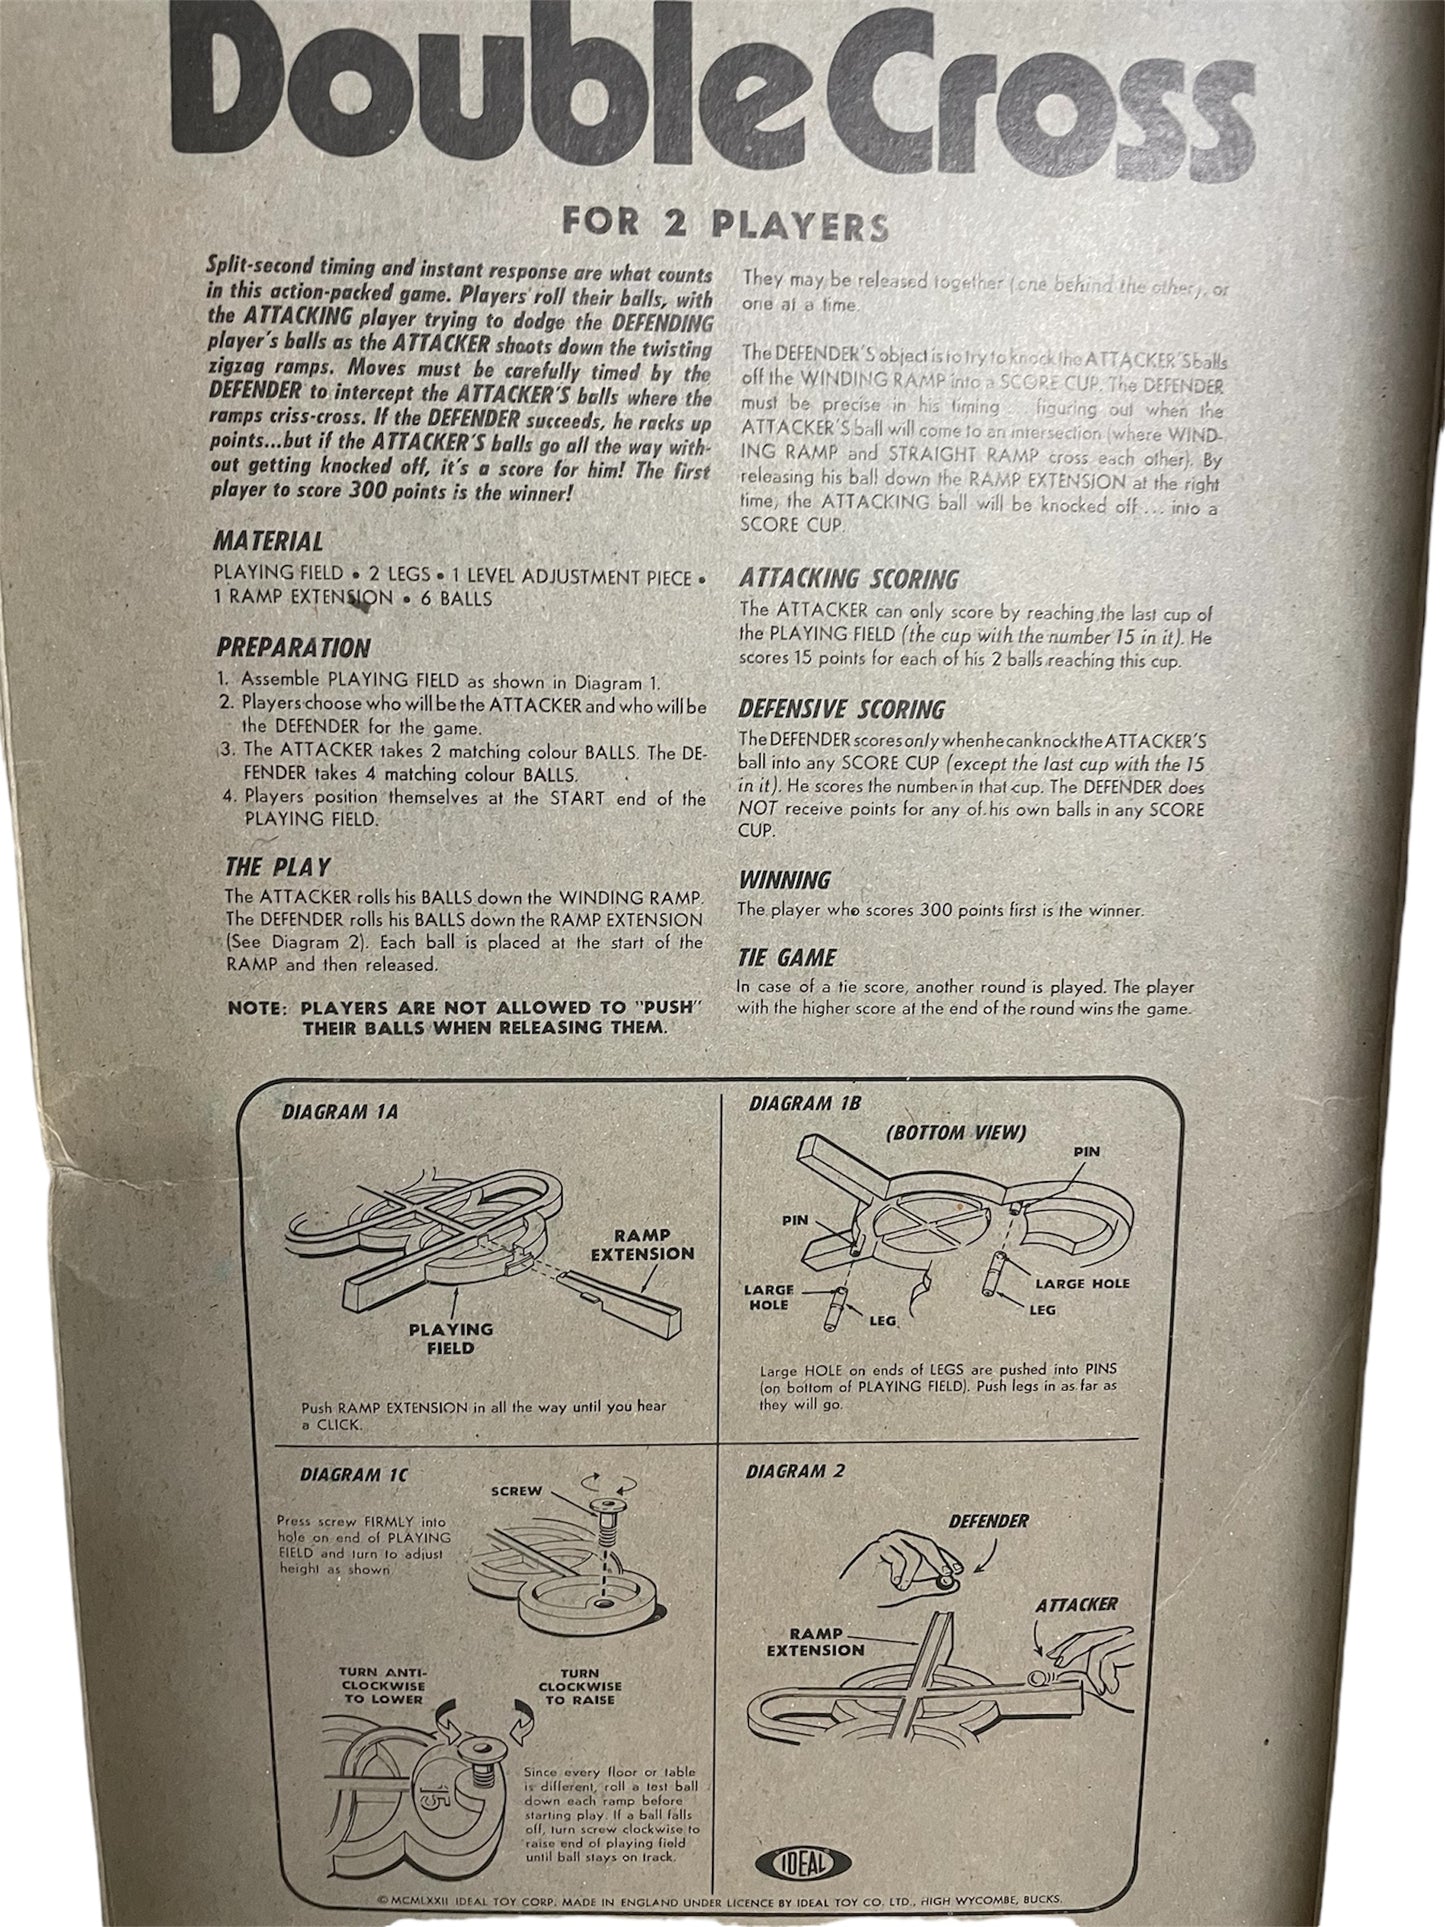 Double Cross
FOR 2 PLAYERS
Split-second timing and instant response are what counts
in this action-packed game. Players roll their balls, with
the ATTACKING player trying to dodge the DEFENDING
player's balls as the ATTACKER shoots down the twisting
zigzag ramps. Moves must be carefully timed by the
DEFENDER to intercept the ATTACKER'S balls where the
ramps criss-cross. If the DEFENDER succeeds, he racks up
points...but if the ATTACKER'S balls go all the way with-
out getting knocked off, it's a score for him! The first
player to score 300 points is the winner!
MATERIAL
PLAYING FIELD • 2 LEGS • 1 LEVEL ADJUSTMENT PIECE •
1 RAMP EXTENSION • 6 BALLS
PREPARATION
1. Assemble PLAYING FIELD as shown in Diagram 1.
2. Players choose who will be the ATTACKER and who will be
the DEFENDER for the game.
3. The ATTACKER takes 2 matching colour BALLS. The DE-
FENDER takes 4 matching colour BALLS.
4. Players position themselves at the START end of the
PLAYING FIELD.
THE PLAY
The ATTACKER rolls his BALLS down the WINDING RAMP.
The DEFENDER rolls his BALLS down the RAMP EXTENSION
(See Diagram 2). Each ball is placed at the start of the
RAMP and then released.
NOTE: PLAYERS ARE NOT ALLOWED TO "PUSH"
THEIR BALLS WHEN RELEASING THEM.
They may be released together (one behind the other), or
one at a time.
The DEFENDER'S object is to try to knock the ATTACKER'S balls
off the WINDING RAMP into a SCORE CUP. The DEFENDER
must be precise in his timing ... figuring out when the
ATTACKER'S ball will come to an intersection (where WIND-
ING RAMP and STRAIGHT RAMP cross each other). By
releasing his ball down the RAMP EXTENSION at the right
time, the ATTACKING ball will be knocked off ... into a
SCORE CUP.
ATTACKING SCORING
The ATTACKER can only score by reaching the last cup of
the PLAYING FIELD (the cup with the number 15 in it). He
scores 15 points for each of his 2 balls reaching this cup.
DEFENSIVE SCORING
The DEFENDER scores only when he can knock the ATTACKER'S
ball into any SCORE CUP (except the last cup with the 15
in it). He scores the number in that cup. The DEFENDER does
NOT receive points for any of his own balls in any SCORE
CUP.
WINNING
The player who scores 300 points first is the winner.
TIE GAME
In case of a tie score, another round is played. The player
with the higher score at the end of the round wins the game.
DIAGRAM 1A
RAMP
EXTENSION
PLAYING
FIELD
Push RAMP EXTENSION in all the way until you hear
a CLICK.
DIAGRAM 1B
(BOTTOM VIEW)
PIN
PIN
LARGE
HOLE
LEG
LARGE HOLE
LEG
Large HOLE on ends of LEGS are pushed into PINS
(on bottom of PLAYING FIELD). Push legs in as far as
they will go.
DIAGRAM 1C
SCREW
Press screw FIRMLY into
hole on end of PLAYING
FIELD and turn to adjust
height as shown
TURN ANTI-
CLOCKWISE
TO LOWER
TURN
CLOCKWISE
TO RAISE
15
Since every floor or table
is different, roll a test ball
down each ramp before
starting play. If a ball falls
off, turn screw clockwise to
raise end of playing field
until ball stays on track.
DIAGRAM 2
DEFENDER
ATTACKER
RAMP
EXTENSION
IDEAL
© MCMLXXII IDEAL TOY CORP. MADE IN ENGLAND UNDER LICENCE BY IDEAL TOY CO. LTD., HIGH WYCOMBE, BUCKS.